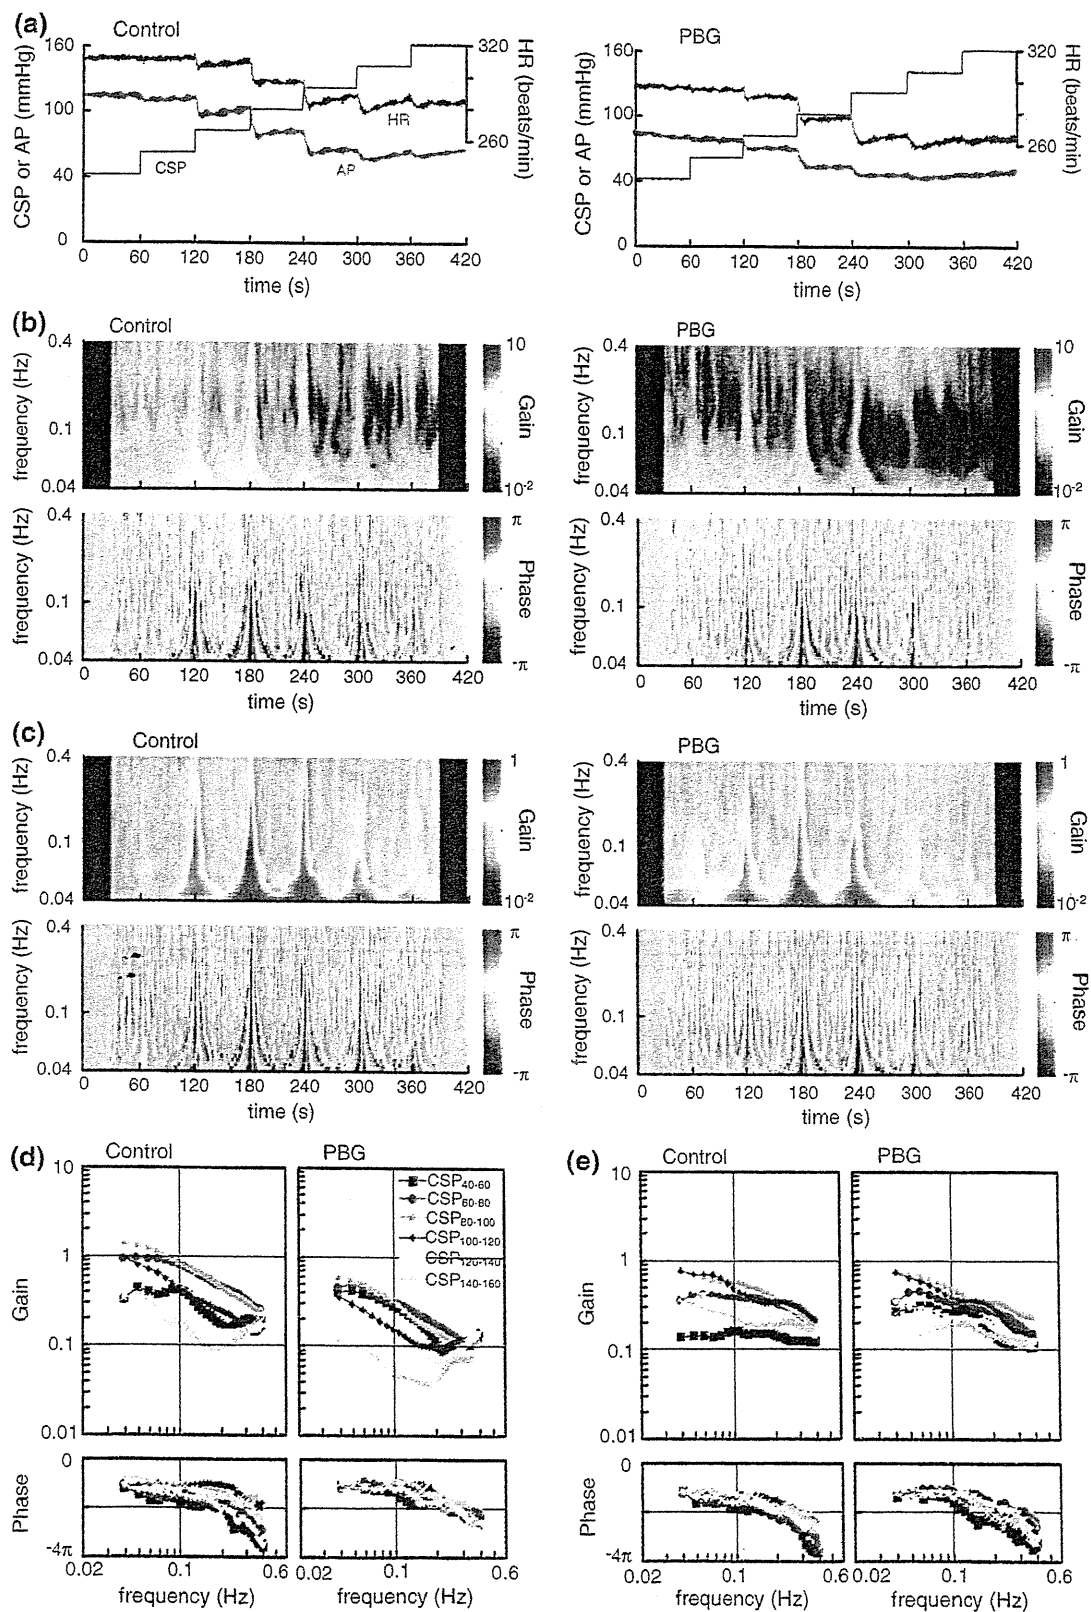 (a)
Control
CSP or AP (mmHg)
160
100
40
0
320
260
HR (beats/min)
HR
CSP
AP
0 60 120 180 240 300 360 420
time (s)
PBG
CSP or AP (mmHg)
160
100
40
0
320
260
HR (beats/min)
0 60 120 180 240 300 360 420
time (s)
(b)
Control
frequency (Hz)
0.4
0.1
0.04
10
10-2
Gain
frequency (Hz)
0.4
0.1
0.04
π
-π
Phase
0 60 120 180 240 300 360 420
time (s)
PBG
frequency (Hz)
0.4
0.1
0.04
10
10-2
Gain
frequency (Hz)
0.4
0.1
0.04
π
-π
Phase
0 60 120 180 240 300 360 420
time (s)
(c)
Control
frequency (Hz)
0.4
0.1
0.04
1
10-2
Gain
frequency (Hz)
0.4
0.1
0.04
π
-π
Phase
0 60 120 180 240 300 360 420
time (s)
PBG
frequency (Hz)
0.4
0.1
0.04
1
10-2
Gain
frequency (Hz)
0.4
0.1
0.04
π
-π
Phase
0 60 120 180 240 300 360 420
time (s)
(d)
Control
PBG
Gain
10
1
0.1
0.01
CSP40-60
CSP60-80
CSP80-100
CSP100-120
CSP120-140
CSP140-160
Phase
0
-4π
0.02 0.1 0.6
0.02 0.1 0.6
frequency (Hz)
frequency (Hz)
(e)
Control
PBG
Gain
10
1
0.1
0.01
Phase
0
-4π
0.02 0.1 0.6
0.02 0.1 0.6
frequency (Hz)
frequency (Hz)